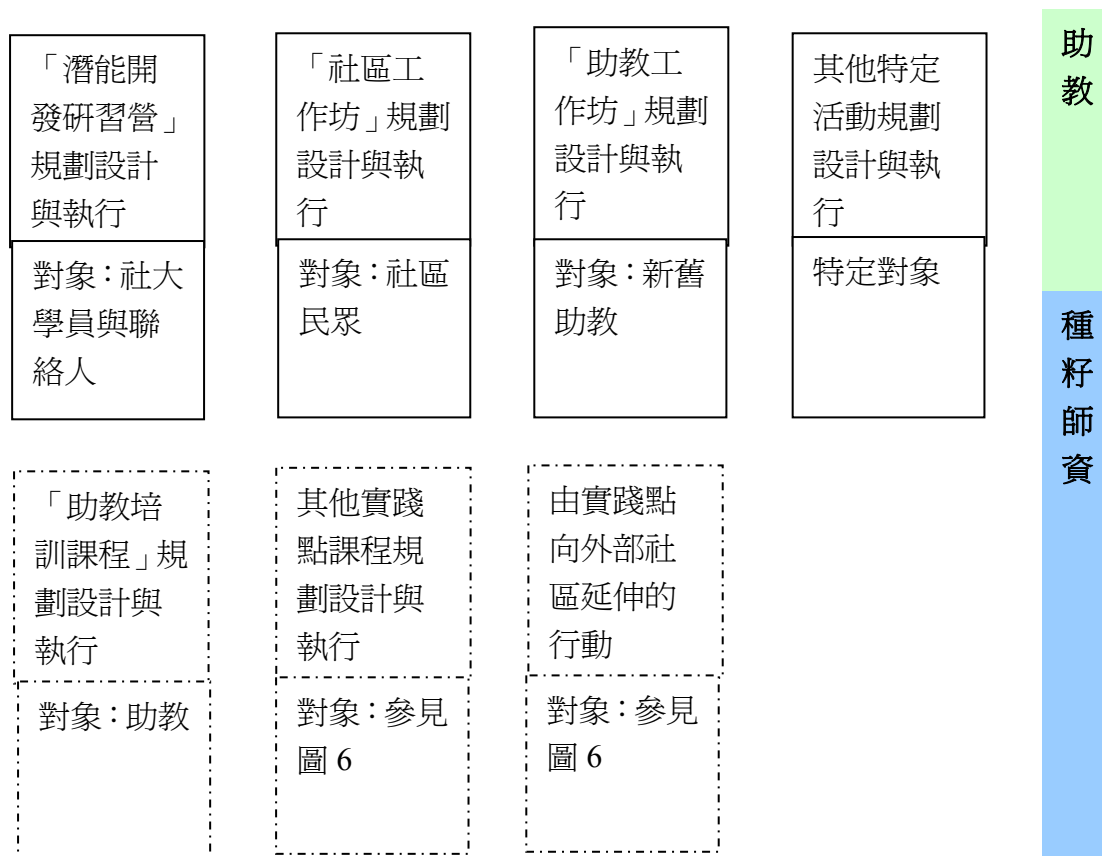 「潛能開
發研習營」
規劃設計
與執行
對象：社大
學員與聯
絡人
「社區工
作坊」規劃
設計與執
行
對象：社區
民眾
「助教工
作坊」規劃
設計與執
行
對象：新舊
助教
其他特定
活動規劃
設計與執
行
特定對象
「助教培
訓課程」規
劃設計與
執行
對象：助教
其他實踐
點課程規
劃設計與
執行
對象：參見
圖 6
由實踐點
向外部社
區延伸的
行動
對象：參見
圖 6
助教
種籽師資